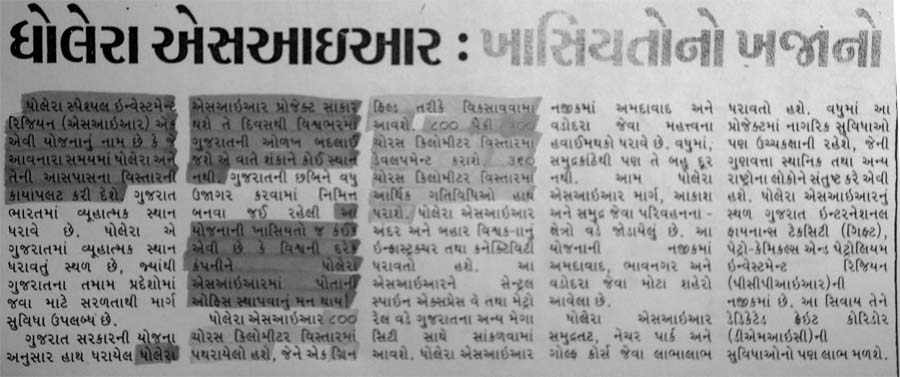 ધોલેરા એસઆઇઆર : ખાસિયતોનો ખજાનો
ધોલેરા સ્પેશ્યલ ઇન્વેસ્ટમેન્ટ
રિજિયન (એસઆઇઆર) એક
એવી યોજનાનું નામ છે કે જે
આવનારા સમયમાં ધોલેરા અને
તેની આસપાસના વિસ્તારની
કાયાપલટ કરી દેશે. ગુજરાત
ભારતમાં વ્યૂહાત્મક સ્થાન
ધરાવે છે. ધોલેરા એ
ગુજરાતમાં વ્યૂહાત્મક સ્થાન
ધરાવતું સ્થળ છે, જ્યાંથી
ગુજરાતના તમામ પ્રદેશોમાં
જવા માટે સરળતાથી માર્ગ
સુવિધા ઉપલબ્ધ છે.
ગુજરાત સરકારની યોજના
અનુસાર હાથ ધરાયેલ ધોલેરા
એસઆઇઆર પ્રોજેક્ટ સાકાર
થશે તે દિવસથી વિશ્વભરમાં
ગુજરાતની ઓળખ બદલાઈ
જશે એ વાતે શંકાને કોઈ સ્થાન
નથી. ગુજરાતની છબિને વધુ
ઉજાગર કરવામાં નિમિત્ત
બનવા જઈ રહેલી આ
યોજનાની ખાસિયતો જ કંઈક
એવી છે કે વિશ્વની દરેક
કંપનીને ધોલેરા
એસઆઇઆરમાં પોતાની
ઓફિસ સ્થાપવાનું મન થાય!
ધોલેરા એસઆઇઆર ૮૦૦
ચોરસ કિલોમીટર વિસ્તારમાં
પથરાયેલો હશે, જેને એક ગ્રિન
ફિલ્ડ તરીકે વિકસાવવામાં
આવશે. ૮૦૦ પૈકી ૭૦૦
ચોરસ કિલોમીટર વિસ્તારમાં
ડેવલપમેન્ટ કરાશે. ૩૬૦
ચોરસ કિલોમીટર વિસ્તારમાં
આર્થિક ગતિવિધિઓ હાથ
ધરાશે. ધોલેરા એસઆઇઆર
અંદર અને બહાર વિશ્વકક્ષાનું
ઇન્ફ્રાસ્ટ્રક્ચર તથા કનેક્ટિવિટી
ધરાવતો હશે. આ
એસઆઇઆરને સેન્ટ્રલ
સ્પાઇન એક્સપ્રેસ વે તથા મેટ્રો
રેલ વડે ગુજરાતના અન્ય મેગા
સિટી સાથે સાંકળવામાં
આવશે. ધોલેરા એસઆઇઆર
નજીકમાં અમદાવાદ અને
વડોદરા જેવા મહત્ત્વના
હવાઈમથકો ધરાવે છે. વધુમાં,
સમુદ્રકાંઠેથી પણ તે બહુ દૂર
નથી. આમ ધોલેરા
એસઆઇઆર માર્ગ, આકાશ
અને સમુદ્ર જેવા પરિવહનના
ક્ષેત્રો વડે જોડાયેલું છે. આ
યોજનાની નજીકમાં
અમદાવાદ, ભાવનગર અને
વડોદરા જેવા મોટા શહેરો
આવેલા છે.
ધોલેરા એસઆઇઆર
સમુદ્રતટ, નેચર પાર્ક અને
ગોલ્ફ કોર્સ જેવા લાભાલાભ
ધરાવતો હશે. વધુમાં આ
પ્રોજેક્ટમાં નાગરિક સુવિધાઓ
પણ ઉચ્ચકક્ષાની રહેશે, જેની
ગુણવત્તા સ્થાનિક તથા અન્ય
રાષ્ટ્રોના લોકોને સંતુષ્ટ કરે એવી
હશે. ધોલેરા એસઆઇઆરનું
સ્થળ ગુજરાત ઇન્ટરનેશનલ
ફાયનાન્સ ટેકસિટી (ગિફ્ટ),
પેટ્રો-કેમિકલ્સ એન્ડ પેટ્રોલિયમ
ઇન્વેસ્ટમેન્ટ રિજિયન
(પીસીપીઆઇઆર)ની
નજીકમાં છે. આ સિવાય તેને
ડેડિકેટેડ ફ્રેઇટ કોરિડોર
(ડીએમઆઇસી)ની
સુવિધાઓનો પણ લાભ મળશે.